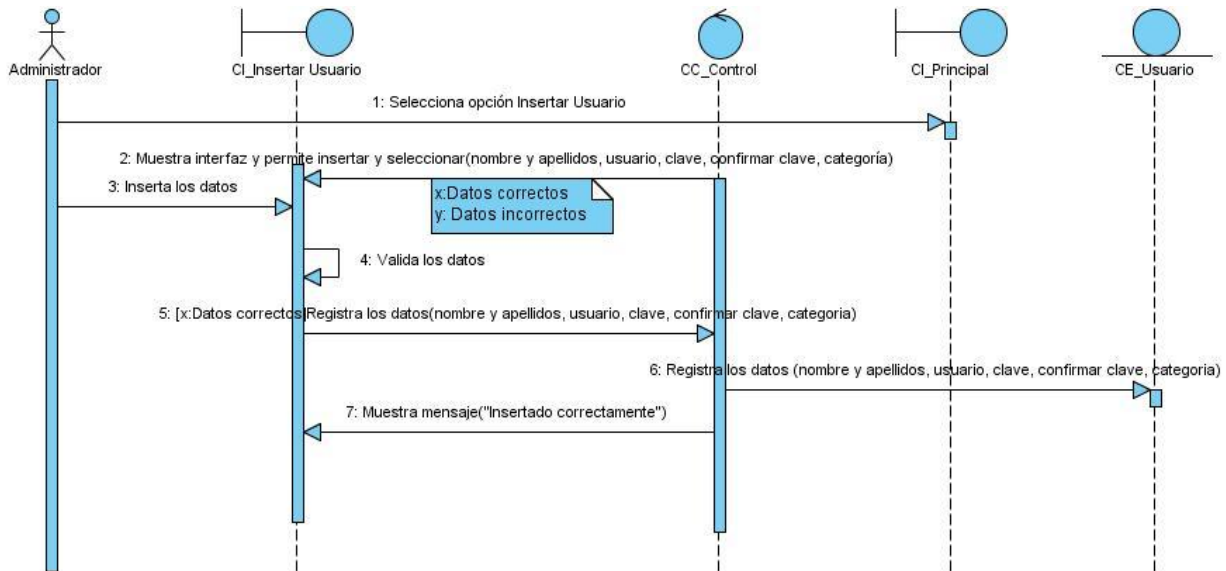 Administrador
CI_Insertar Usuario
CC_Control
CI_Principal
CE_Usuario
1: Selecciona opción Insertar Usuario
2: Muestra interfaz y permite insertar y seleccionar(nombre y apellidos, usuario, clave, confirmar clave, categoría)
3: Inserta los datos
x:Datos correctos
y: Datos incorrectos
4: Valida los datos
5: [x:Datos correctos]Registra los datos(nombre y apellidos, usuario, clave, confirmar clave, categoria)
6: Registra los datos (nombre y apellidos, usuario, clave, confirmar clave, categoria)
7: Muestra mensaje("Insertado correctamente")